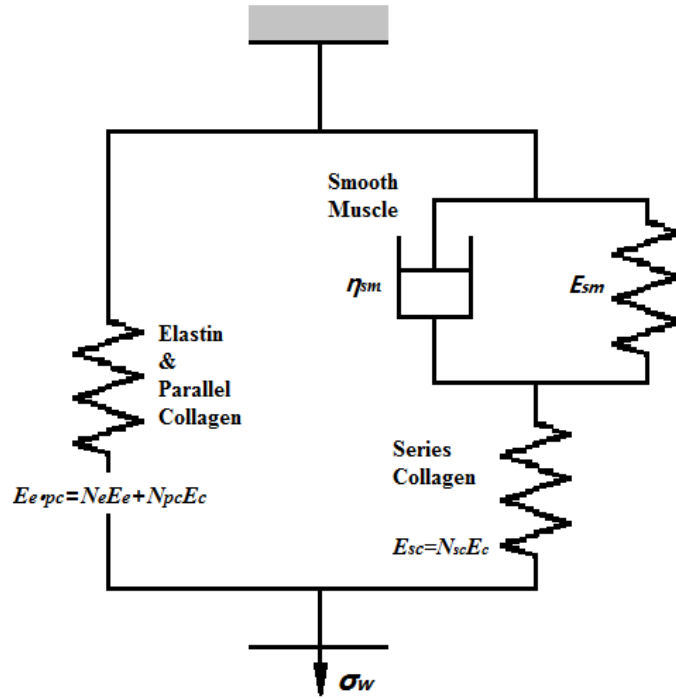 Smooth
Muscle
ηsm
Esm
Elastin
&
Parallel
Collagen
Ee•pc=NeEe+NpcEc
Series
Collagen
Esc=NscEc
σw